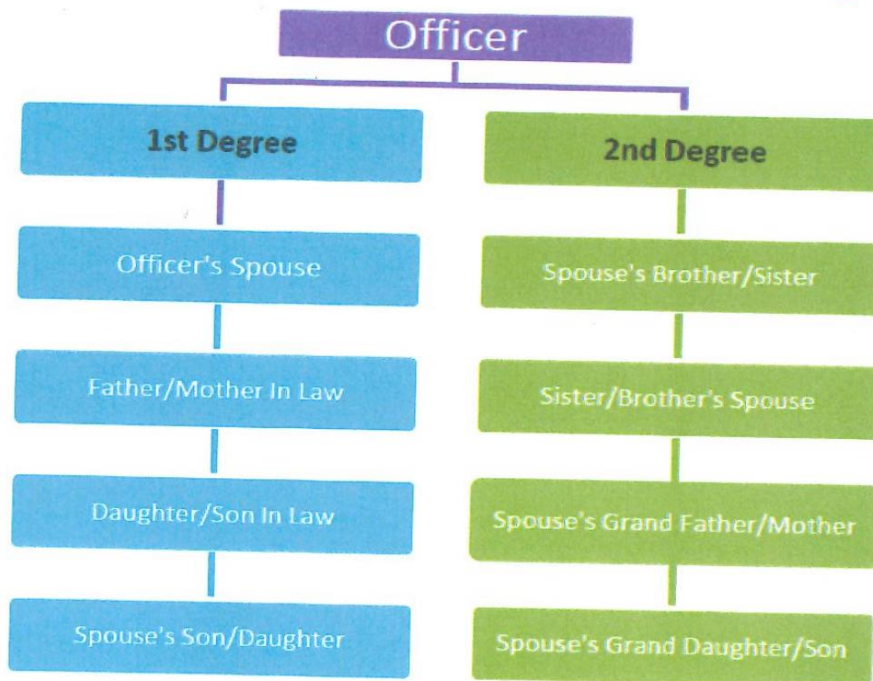 Officer
1st Degree
Officer's Spouse
Father/Mother In Law
Daughter/Son In Law
Spouse's Son/Daughter
2nd Degree
Spouse's Brother/Sister
Sister/Brother's Spouse
Spouse's Grand Father/Mother
Spouse's Grand Daughter/Son